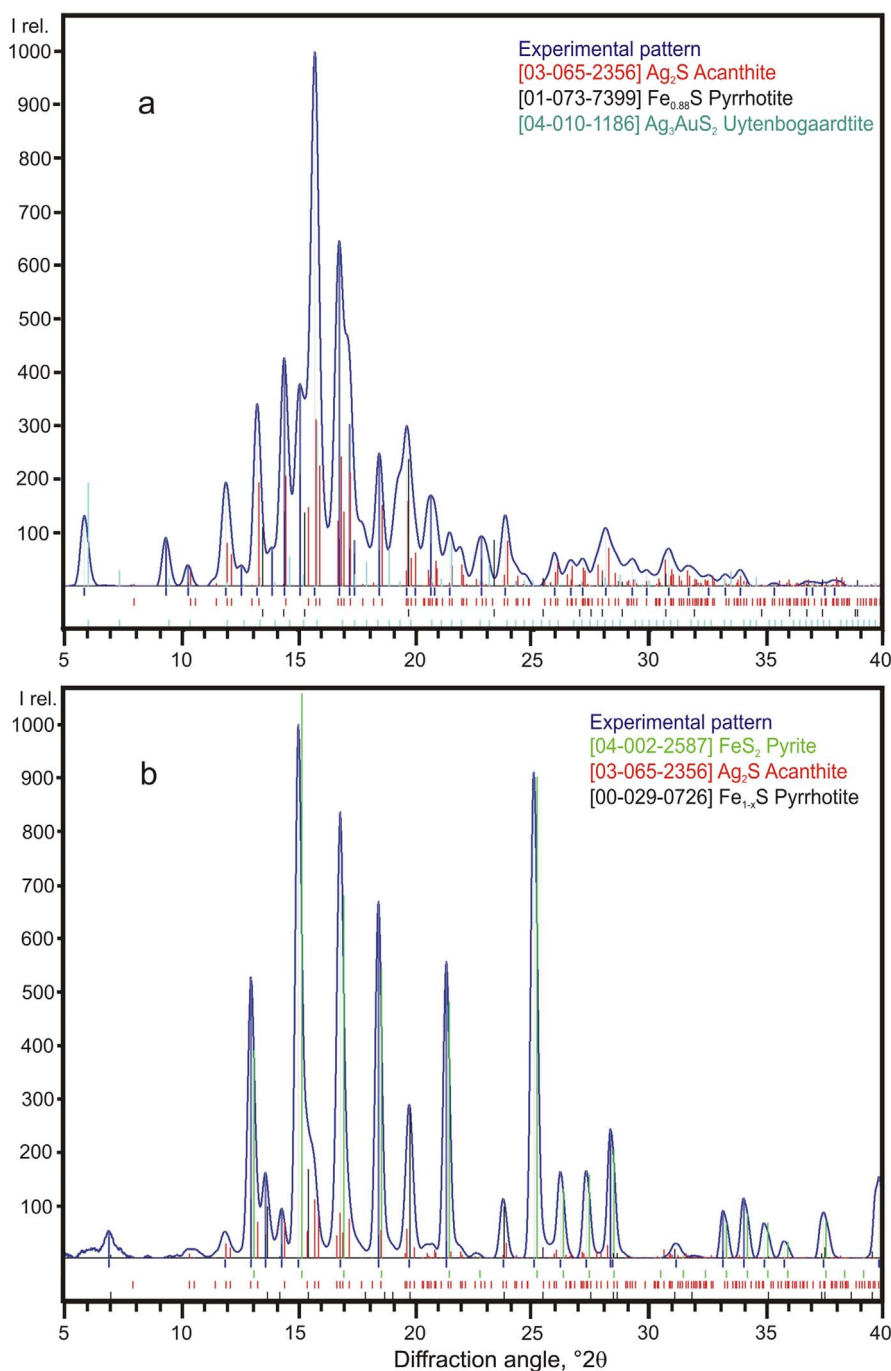 I rel.
1000
900
800
700
600
500
400
300
200
100
a
Experimental pattern
[03-065-2356] Ag₂S Acanthite
[01-073-7399] Fe₀.₈₈S Pyrrhotite
[04-010-1186] Ag₃AuS₂ Uytenbogaardtite
5 10 15 20 25 30 35 40
I rel.
1000
900
800
700
600
500
400
300
200
100
b
Experimental pattern
[04-002-2587] FeS₂ Pyrite
[03-065-2356] Ag₂S Acanthite
[00-029-0726] Fe₁₋ₓS Pyrrhotite
5 10 15 20 25 30 35 40
Diffraction angle, °2θ